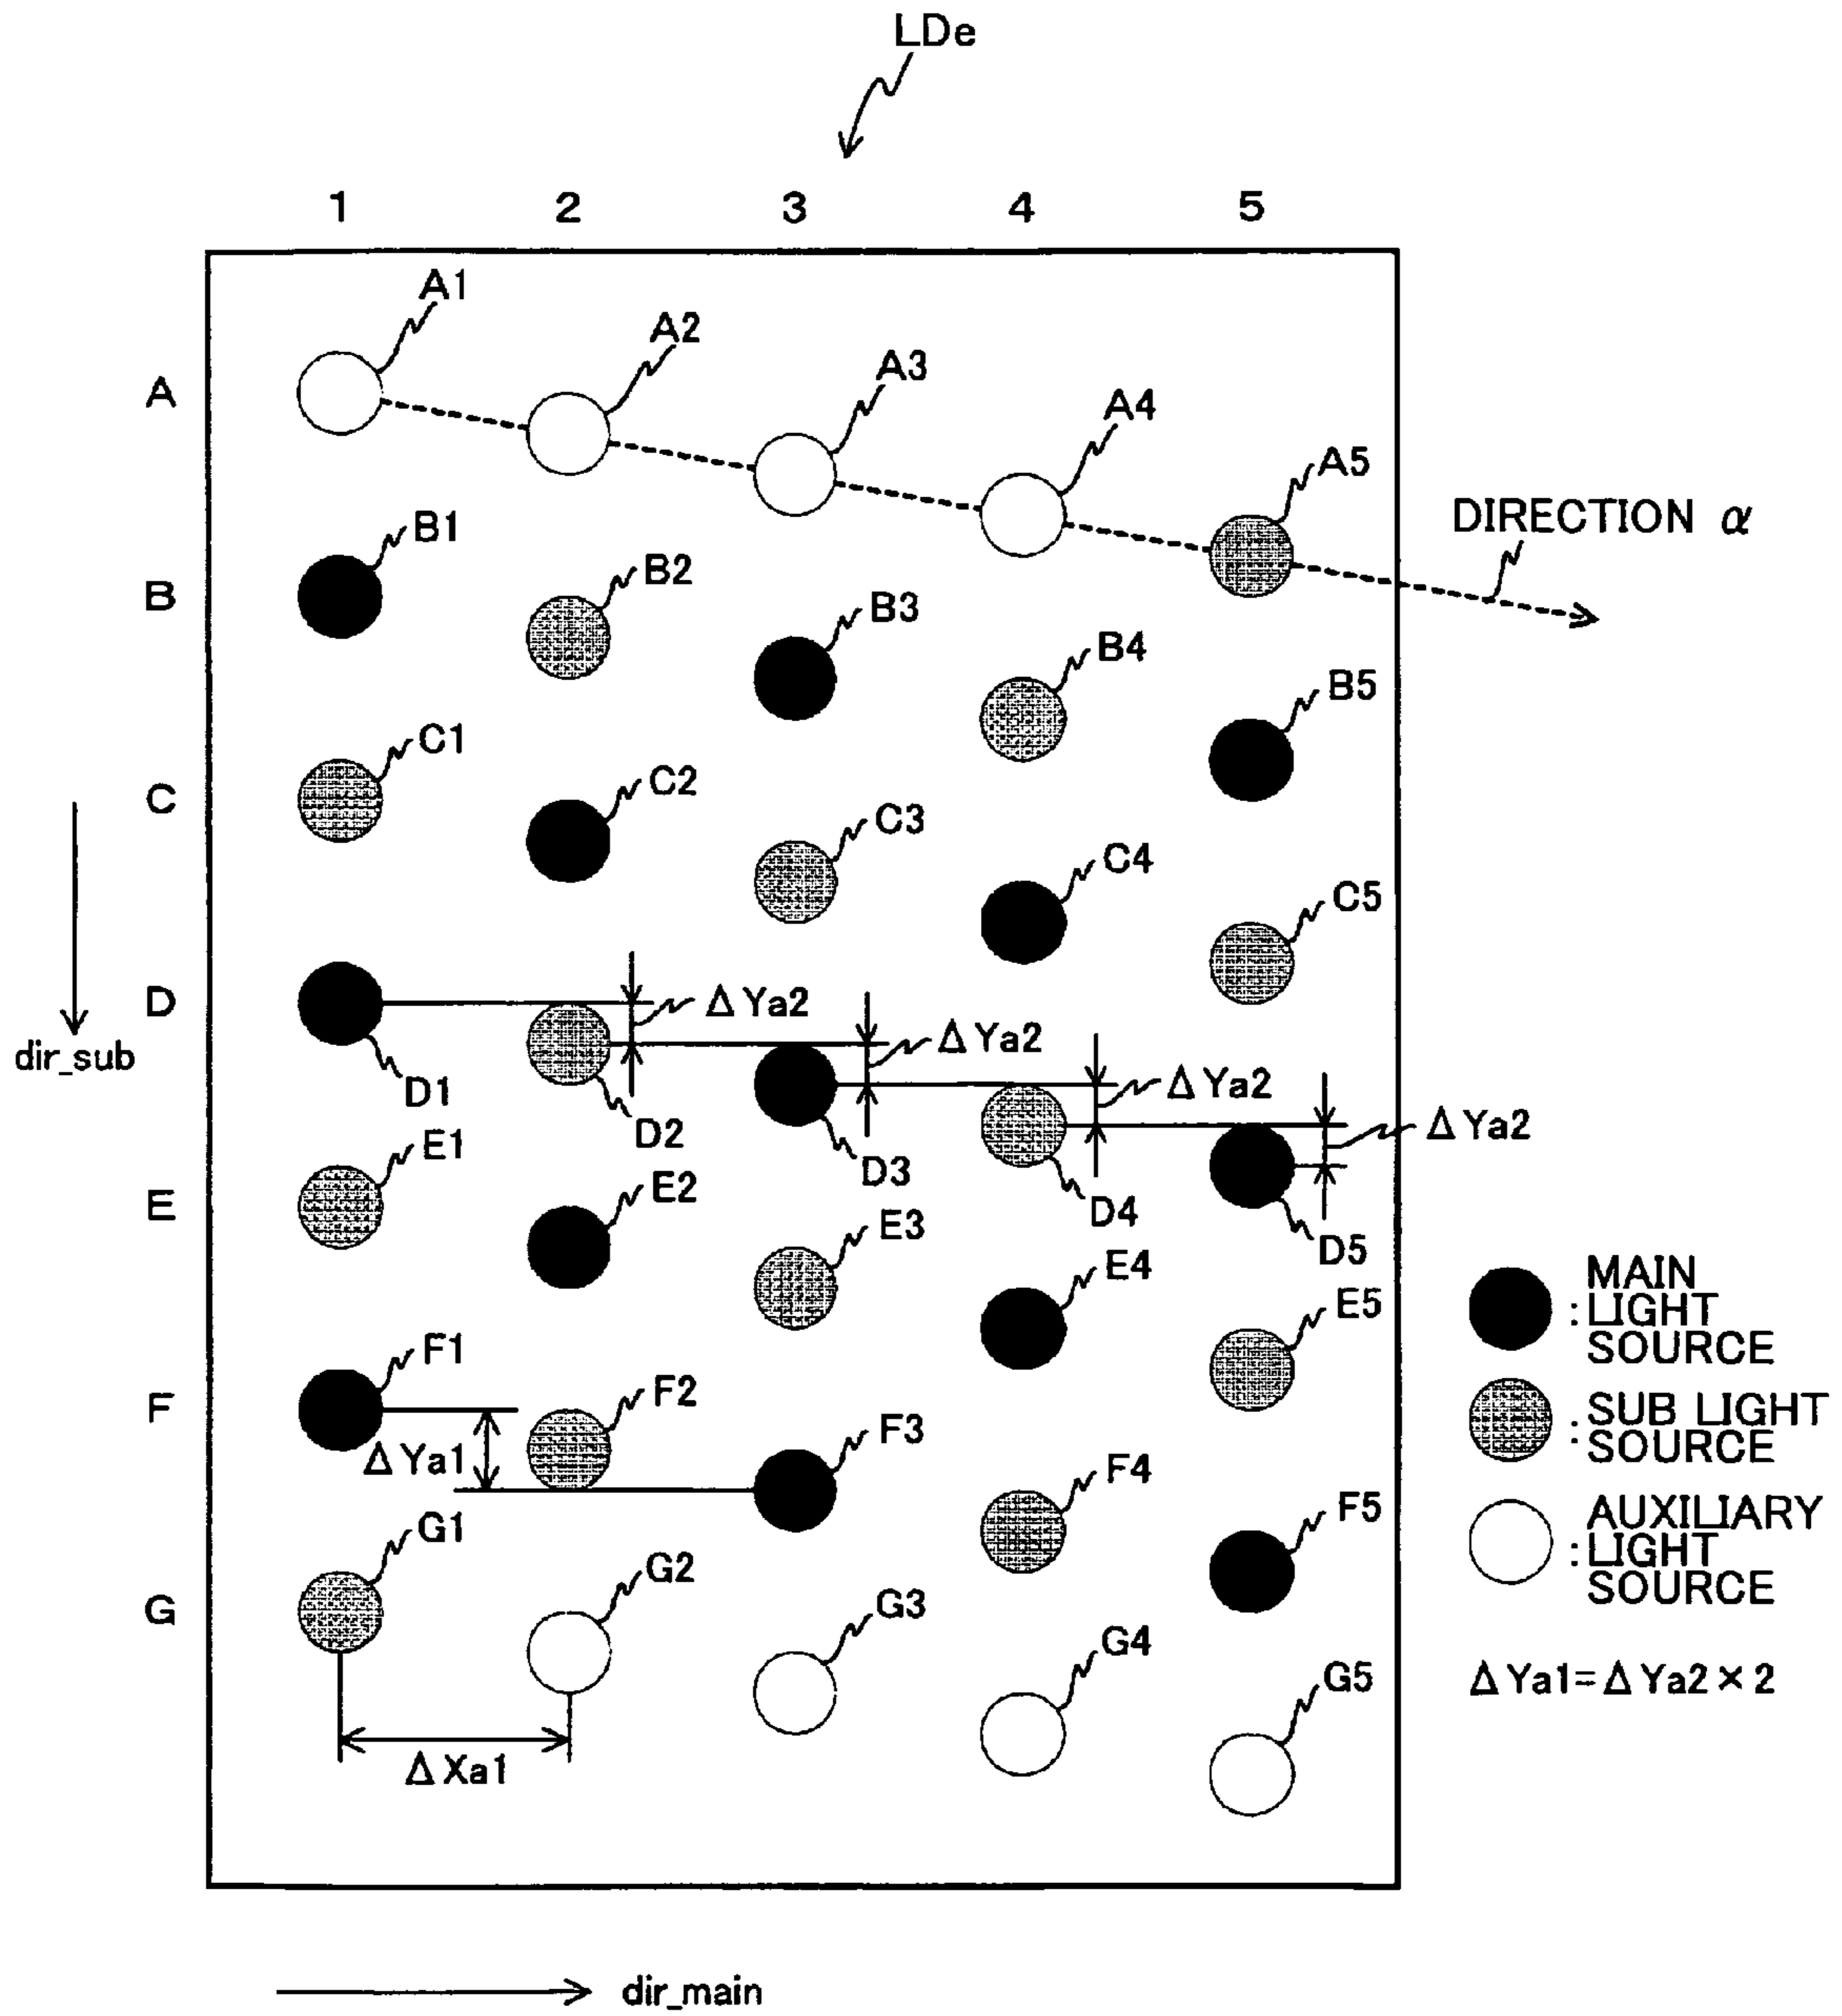 LDe
1 2 3 4 5
A1
A2
A3
A4
A
A5
DIRECTION α
B1
B2
B
B3
B4
B5
C1
C2
C
C3
C4
C5
D
ΔYa2
ΔYa2
ΔYa2
ΔYa2
dir_sub
D1
D2
D3
D4
D5
E1
E2
E
E3
E4
E5
MAIN
:LIGHT
SOURCE
F1
F2
F
F3
F4
F5
ΔYa1
:SUB LIGHT
:SOURCE
AUXILIARY
:LIGHT
SOURCE
G1
G2
G
G3
G4
G5
ΔYa1=ΔYa2×2
ΔXa1
dir_main